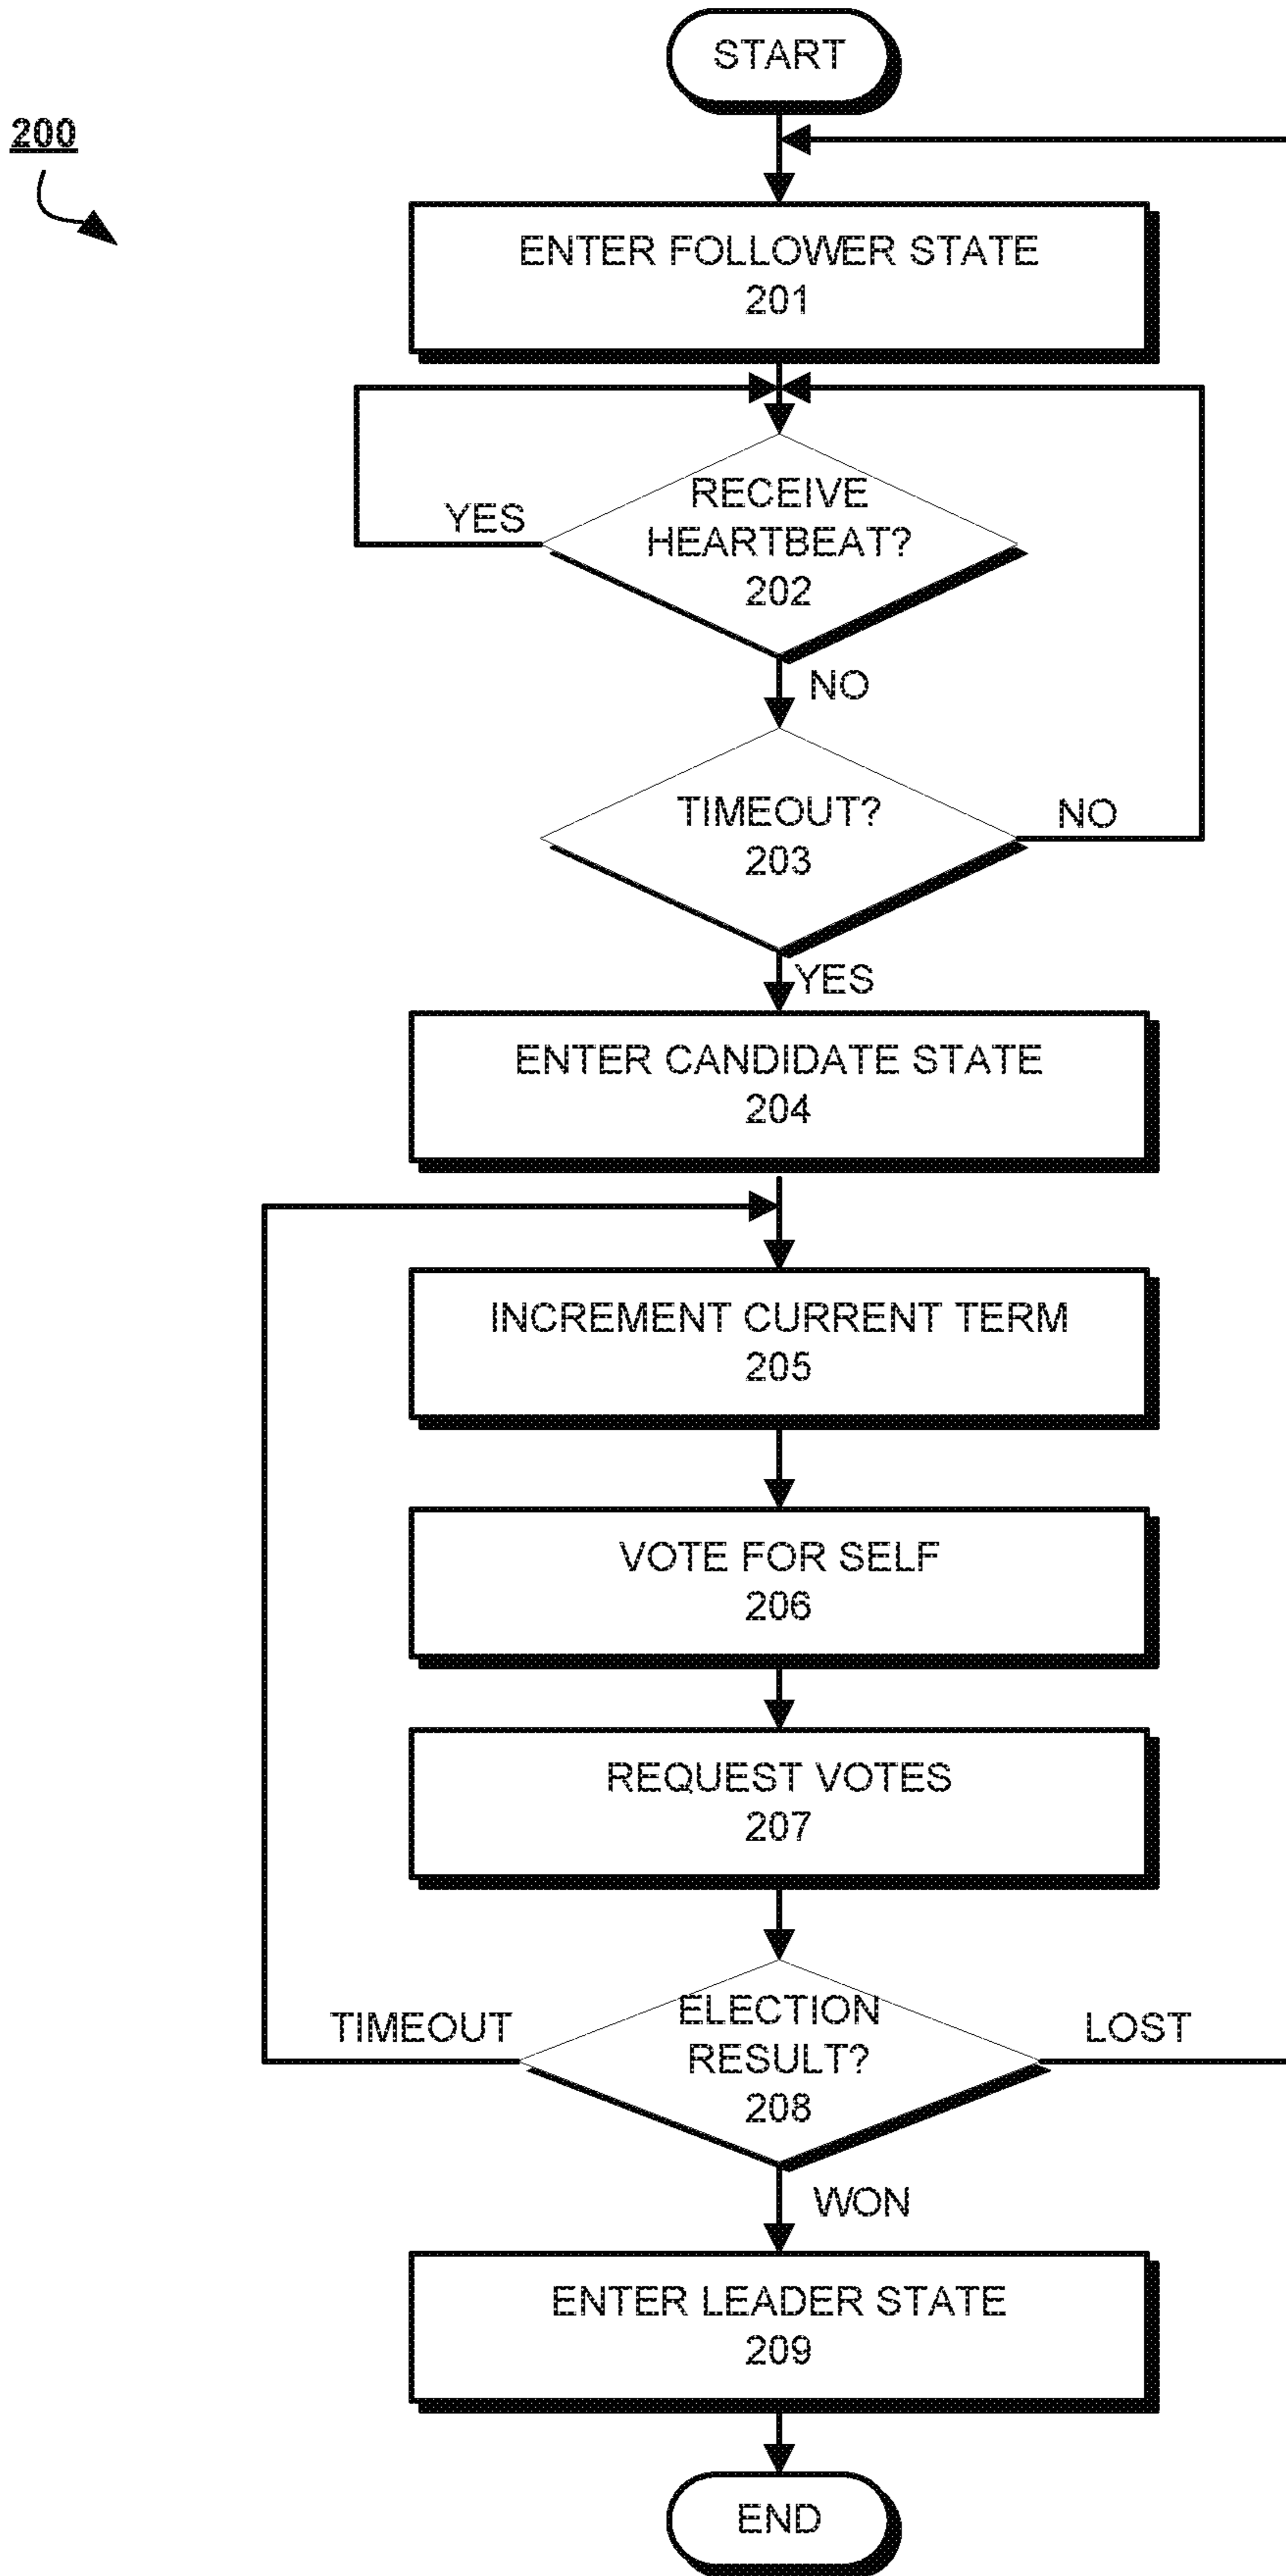 START
200
ENTER FOLLOWER STATE
201
RECEIVE
HEARTBEAT?
202
YES
NO
TIMEOUT?
203
NO
YES
ENTER CANDIDATE STATE
204
INCREMENT CURRENT TERM
205
VOTE FOR SELF
206
REQUEST VOTES
207
ELECTION
RESULT?
208
TIMEOUT
LOST
WON
ENTER LEADER STATE
209
END